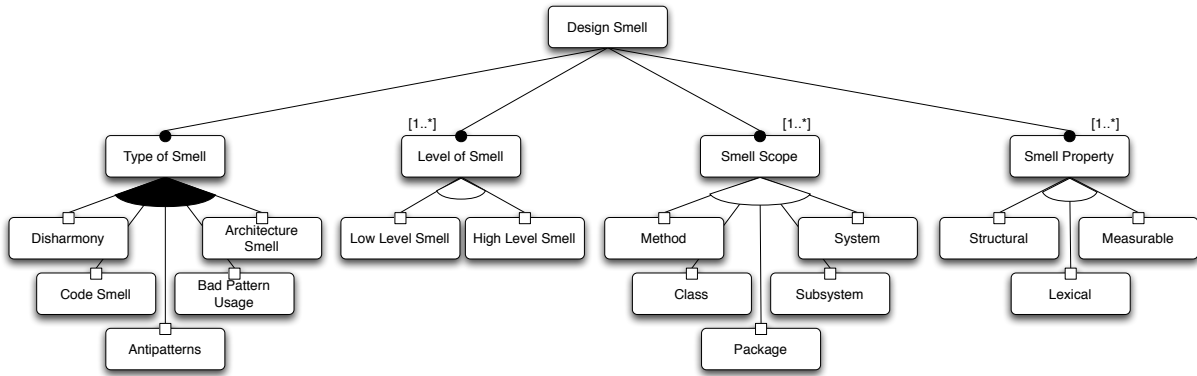 Design Smell
[1..*]
[1..*]
[1..*]
Type of Smell
Level of Smell
Smell Scope
Smell Property
Disharmony
Architecture
Smell
Low Level Smell
High Level Smell
Method
System
Structural
Measurable
Code Smell
Bad Pattern
Usage
Class
Subsystem
Lexical
Antipatterns
Package